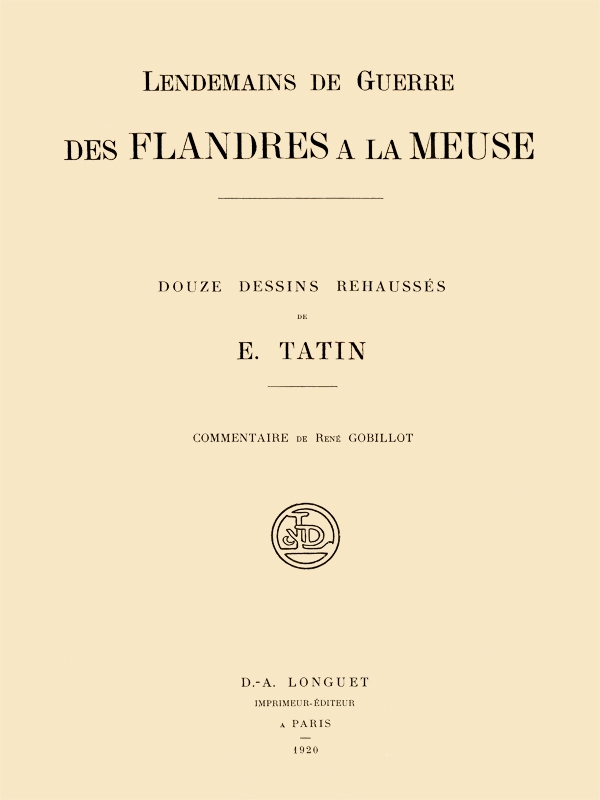 LENDEMAINS DE GUERRE
DES FLANDRES A LA MEUSE
DOUZE DESSINS REHAUSSÉS
DE
E. TATIN
COMMENTAIRE DE RENÉ GOBILLOT
D.-A. LONGUET
IMPRIMEUR-ÉDITEUR
A PARIS
1920